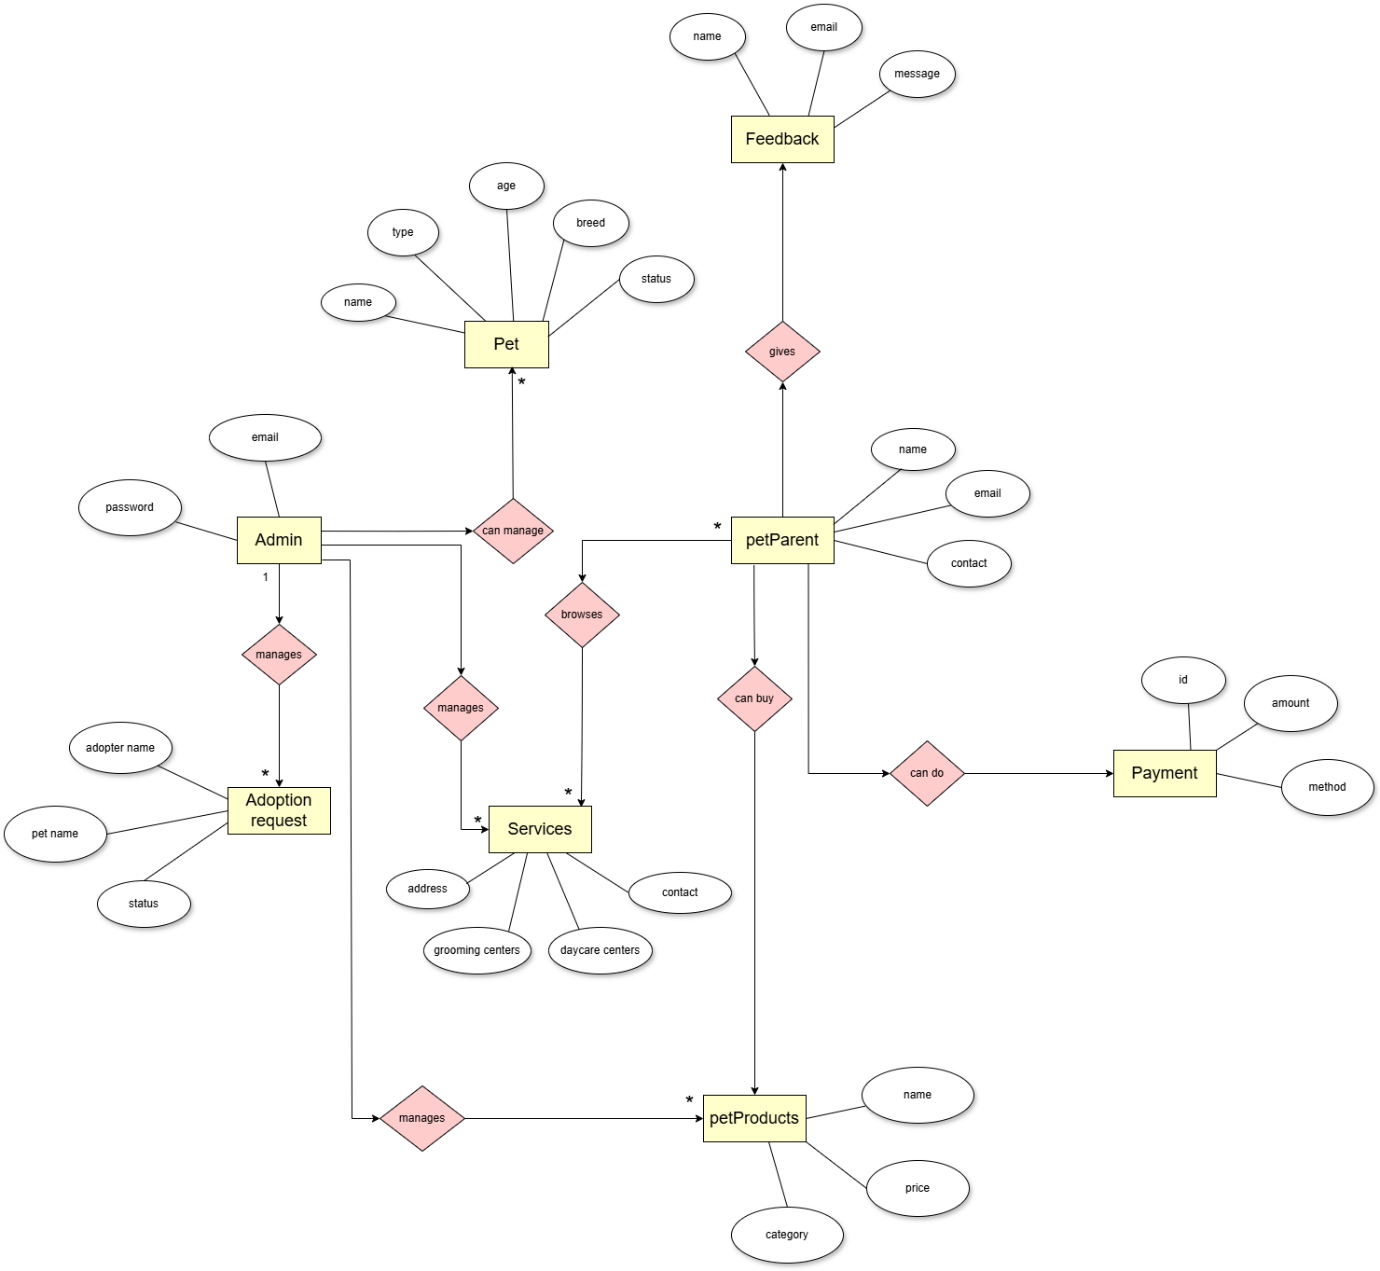 email
name
message
Feedback
age
breed
type
status
name
Pet
gives
*
email
name
password
email
can manage
Admin
*
petParent
contact
1
browses
manages
id
can buy
amount
manages
adopter name
*
can do
Payment
method
*
Adoption
request
*
Services
pet name
address
contact
status
grooming centers
daycare centers
name
*
manages
petProducts
price
category